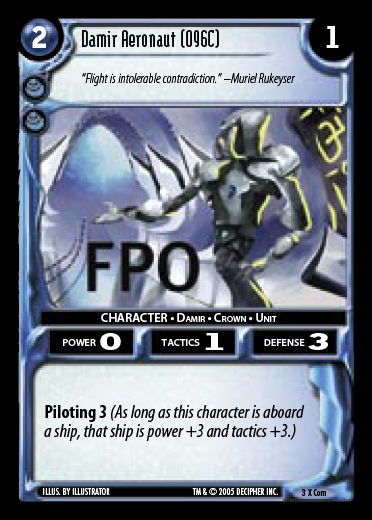 2 Damir Aeronaut (096C) 1
"Flight is intolerable contradiction." –Muriel Rukeyser
FPO
CHARACTER • DAMIR • CROWN • UNIT
POWER 0 TACTICS 1 DEFENSE 3
Piloting 3 (As long as this character is aboard
a ship, that ship is power +3 and tactics +3.)
ILLUS. BY ILLUSTRATOR TM & © 2005 DECIPHER INC. 3 X Com